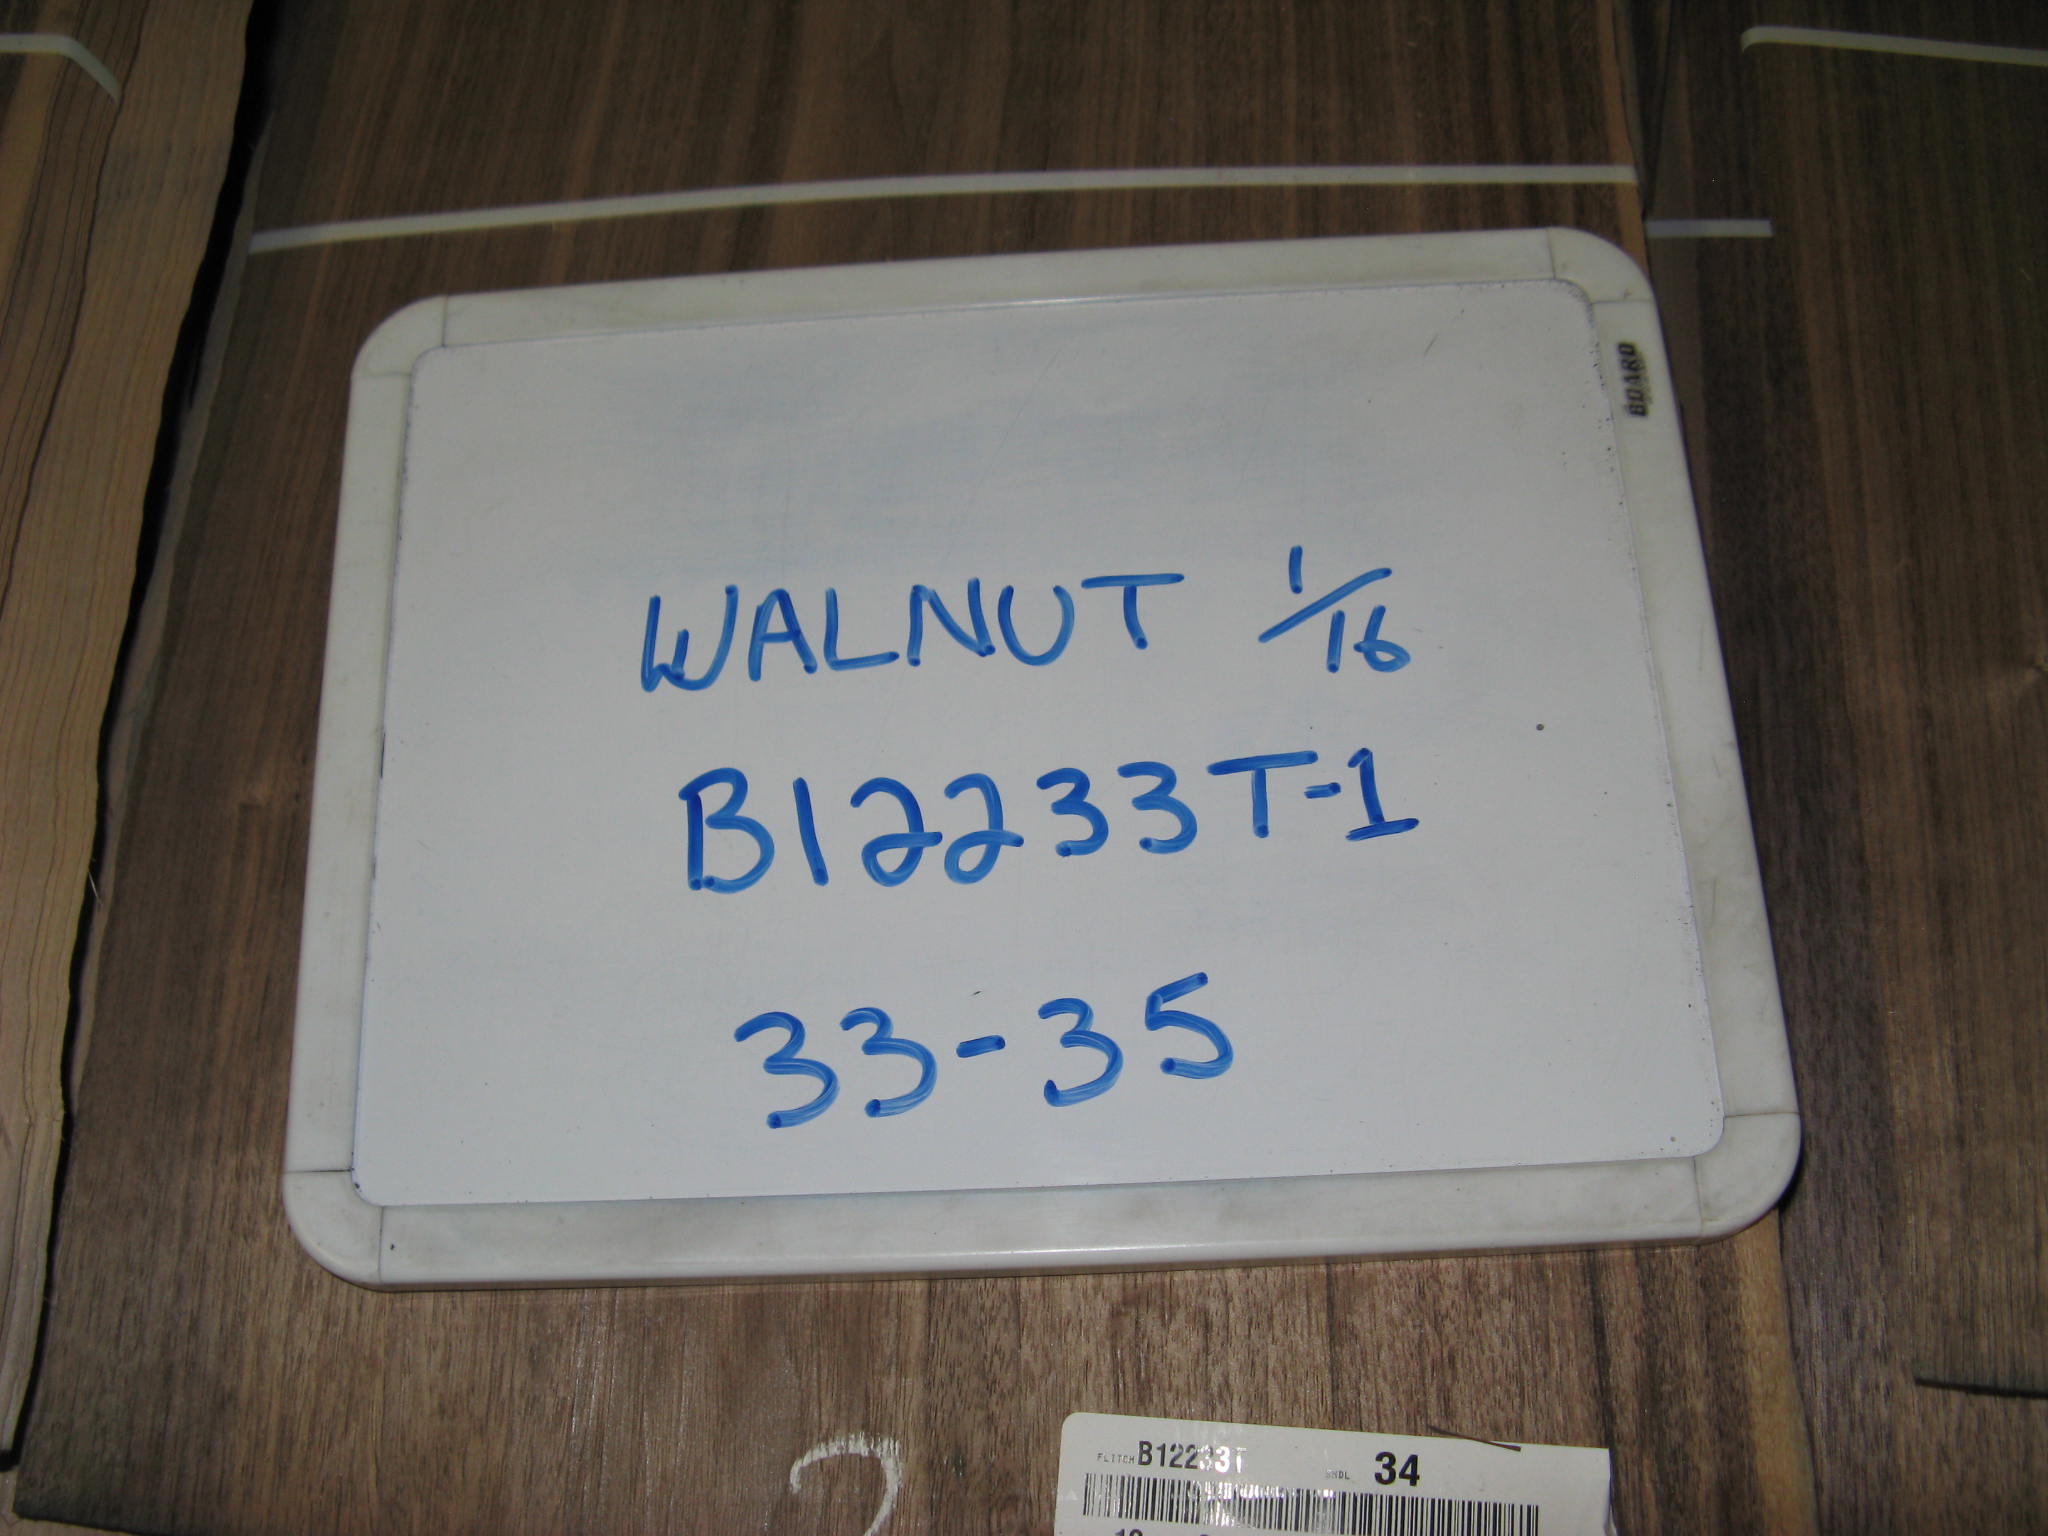 BOARD
WALNUT 1/16
B12233T-1
33-35
FLITCH B12233T BNDL 34